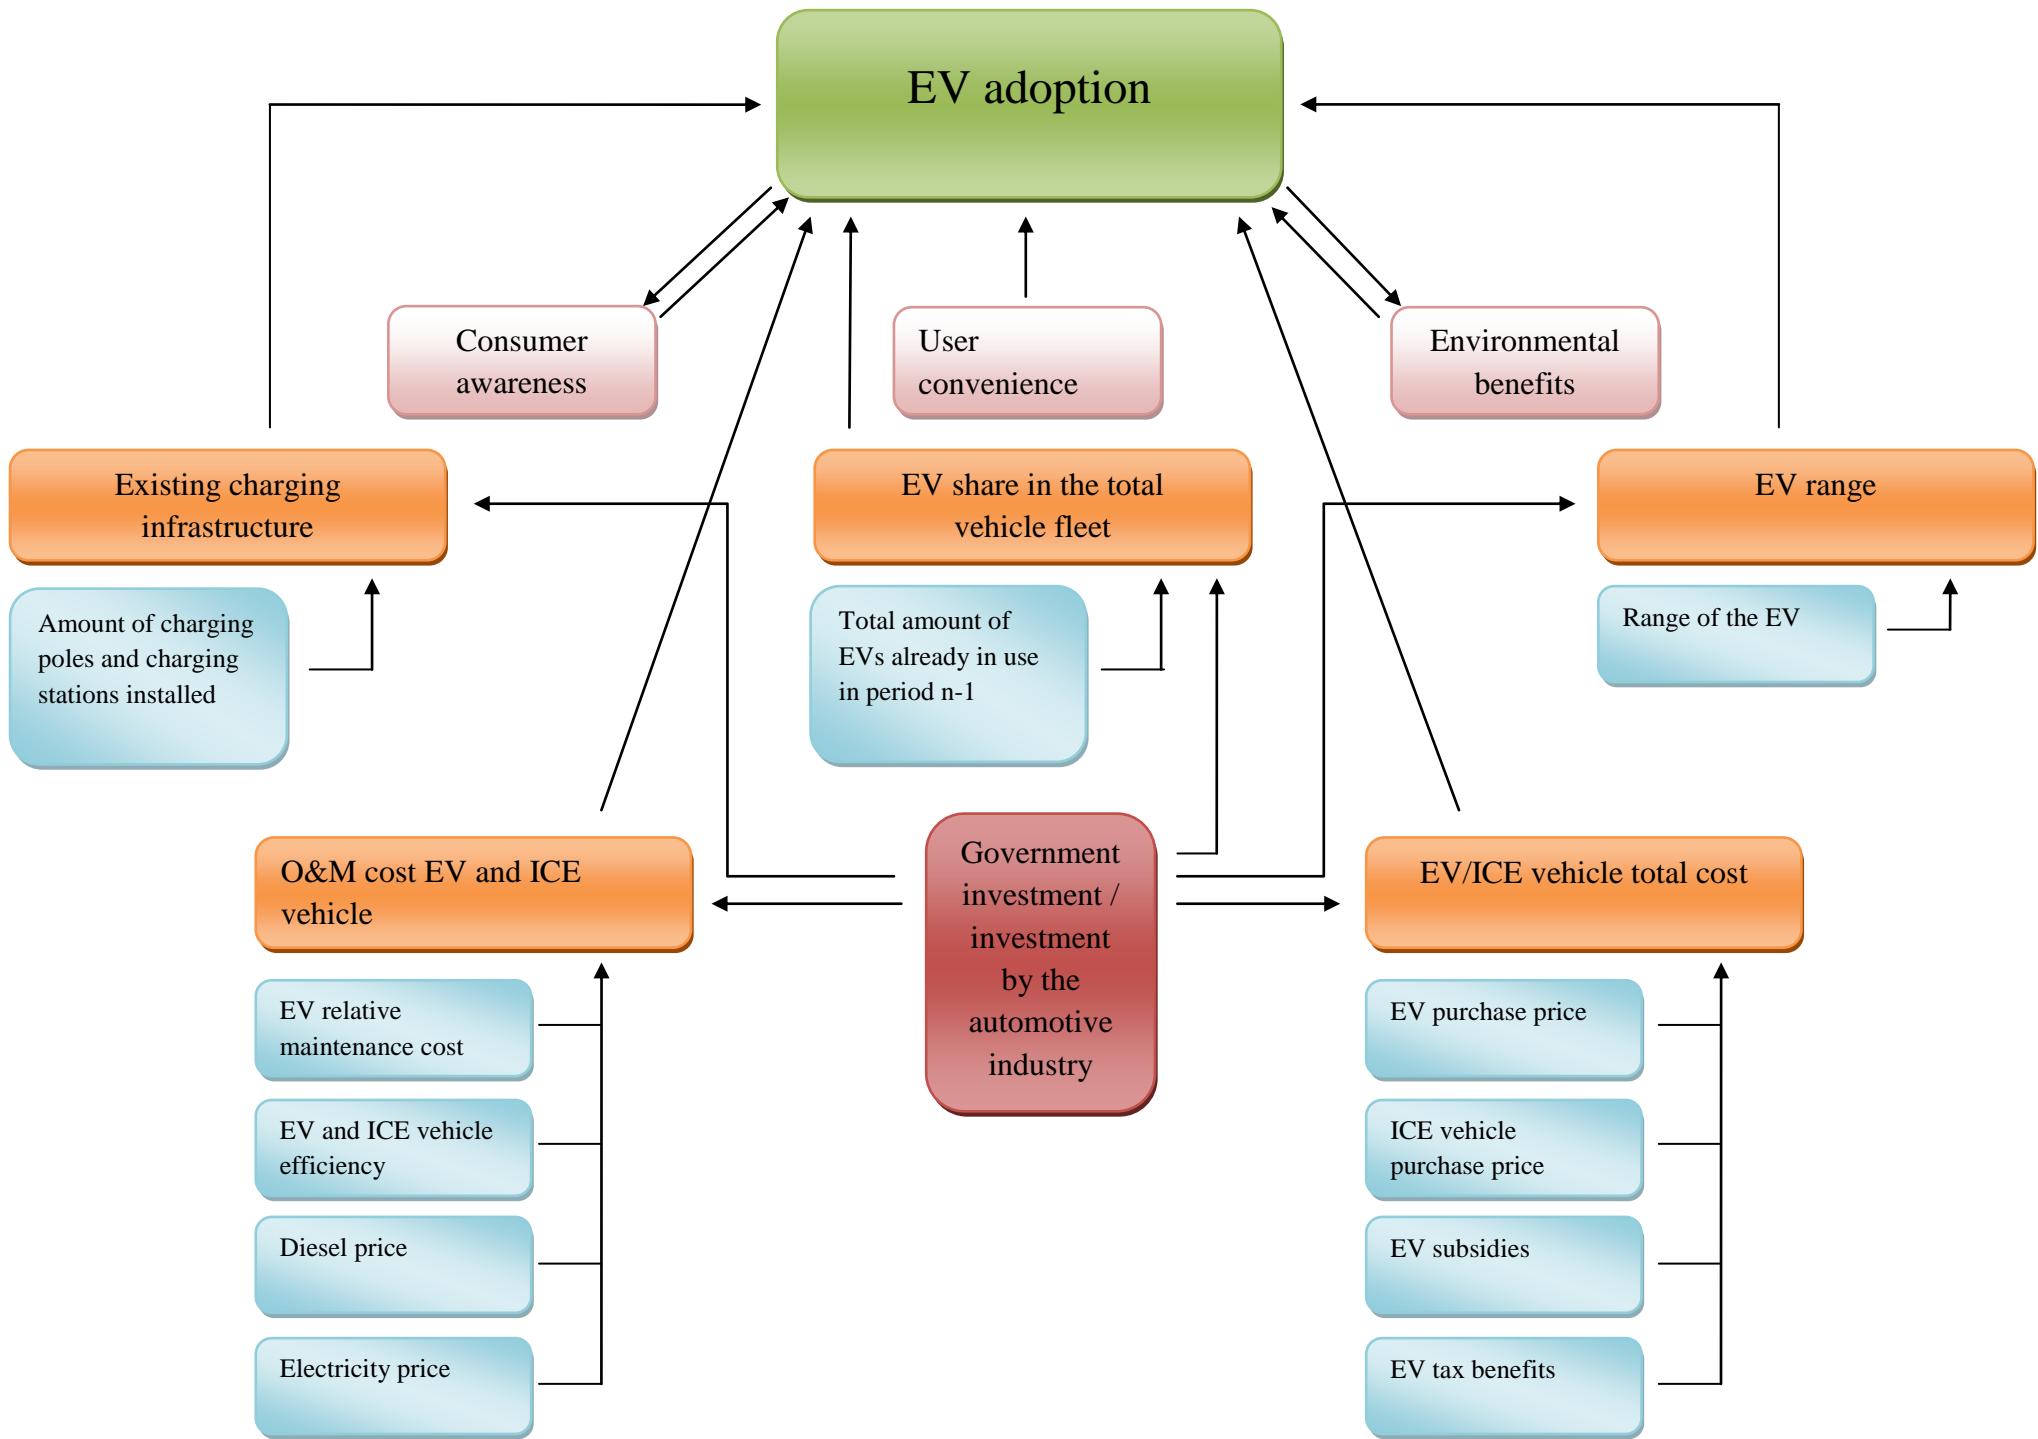 EV adoption
Consumer
awareness
User
convenience
Environmental
benefits
Existing charging
infrastructure
EV share in the total
vehicle fleet
EV range
Amount of charging
poles and charging
stations installed
Total amount of
EVs already in use
in period n-1
Range of the EV
O&M cost EV and ICE
vehicle
Government
investment /
investment
by the
automotive
industry
EV/ICE vehicle total cost
EV relative
maintenance cost
EV and ICE vehicle
efficiency
Diesel price
Electricity price
EV purchase price
ICE vehicle
purchase price
EV subsidies
EV tax benefits